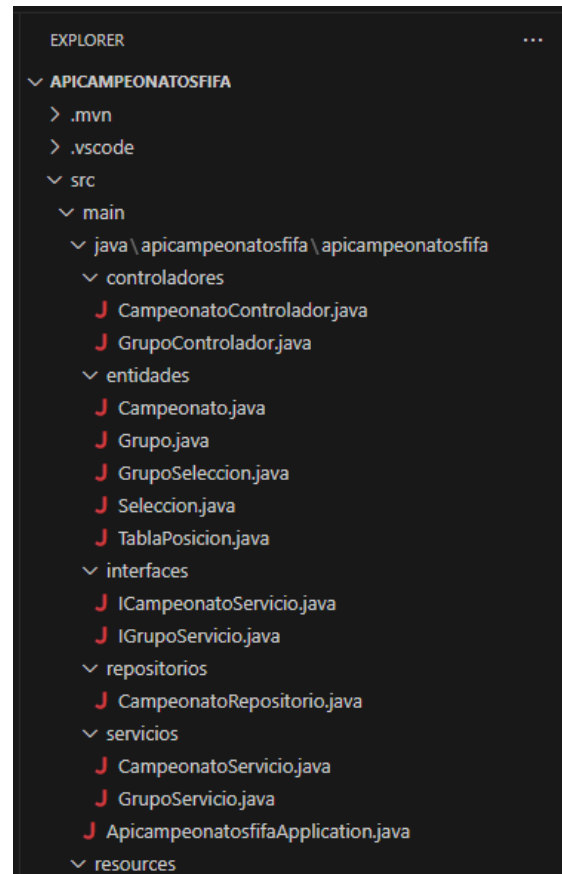 EXPLORER ...
APICAMPEONATOSFIFA
.mvn
.vscode
src
main
java\apicampeonatosfifa\apicampeonatosfifa
controladores
J CampeonatoControlador.java
J GrupoControlador.java
entidades
J Campeonato.java
J Grupo.java
J GrupoSeleccion.java
J Seleccion.java
J TablaPosicion.java
interfaces
J ICampeonatoServicio.java
J IGrupoServicio.java
repositorios
J CampeonatoRepositorio.java
servicios
J CampeonatoServicio.java
J GrupoServicio.java
J ApicampeonatosfifaApplication.java
resources